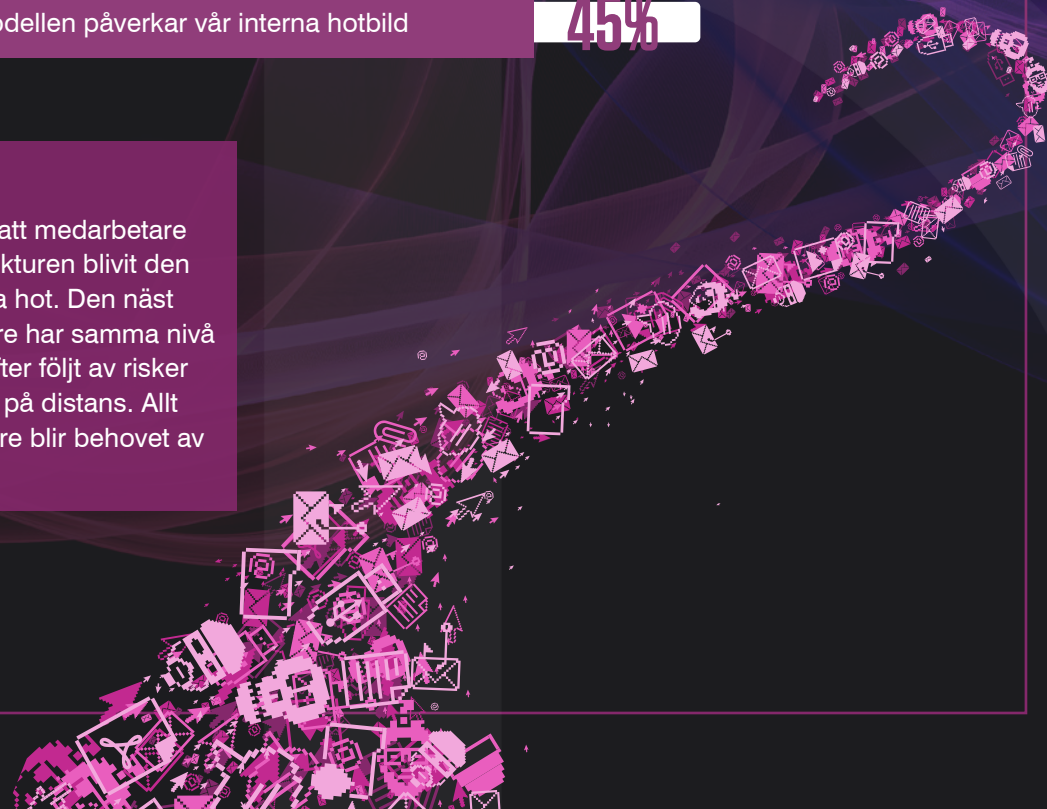 odellen påverkar vår interna hotbild
45%
att medarbetare
kturen blivit den
a hot. Den näst
re har samma nivå
fter följt av risker
på distans. Allt
re blir behovet av